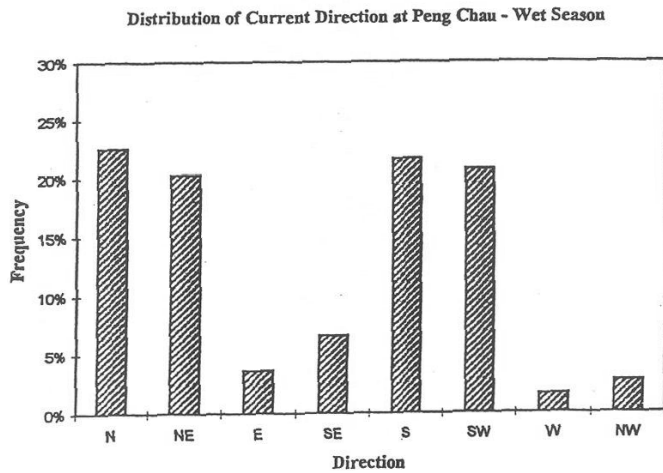 Distribution of Current Direction at Peng Chau - Wet Season
30%
25%
20%
15%
10%
5%
0%
Frequency
N NE E SE S SW W NW
Direction